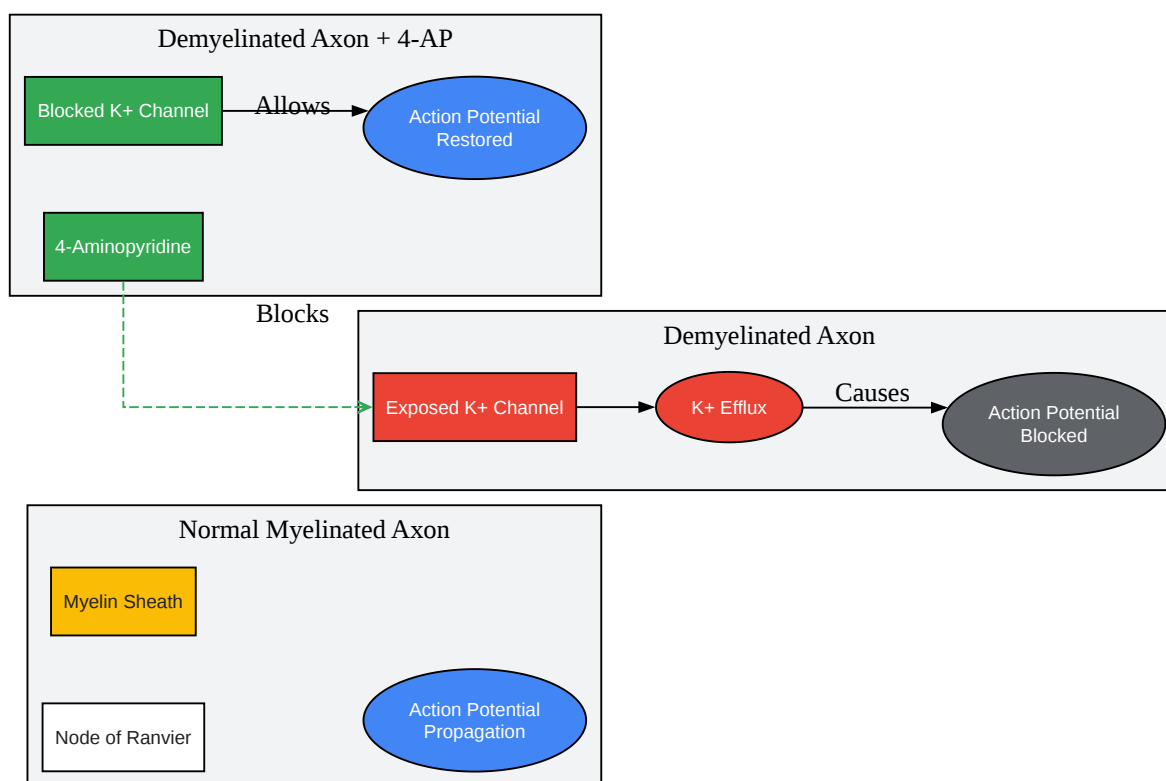 Demyelinated Axon + 4-AP
Blocked K+ Channel
Allows
Action Potential
Restored
4-Aminopyridine
Blocks
Demyelinated Axon
Exposed K+ Channel
K+ Efflux
Causes
Action Potential
Blocked
Normal Myelinated Axon
Myelin Sheath
Node of Ranvier
Action Potential
Propagation